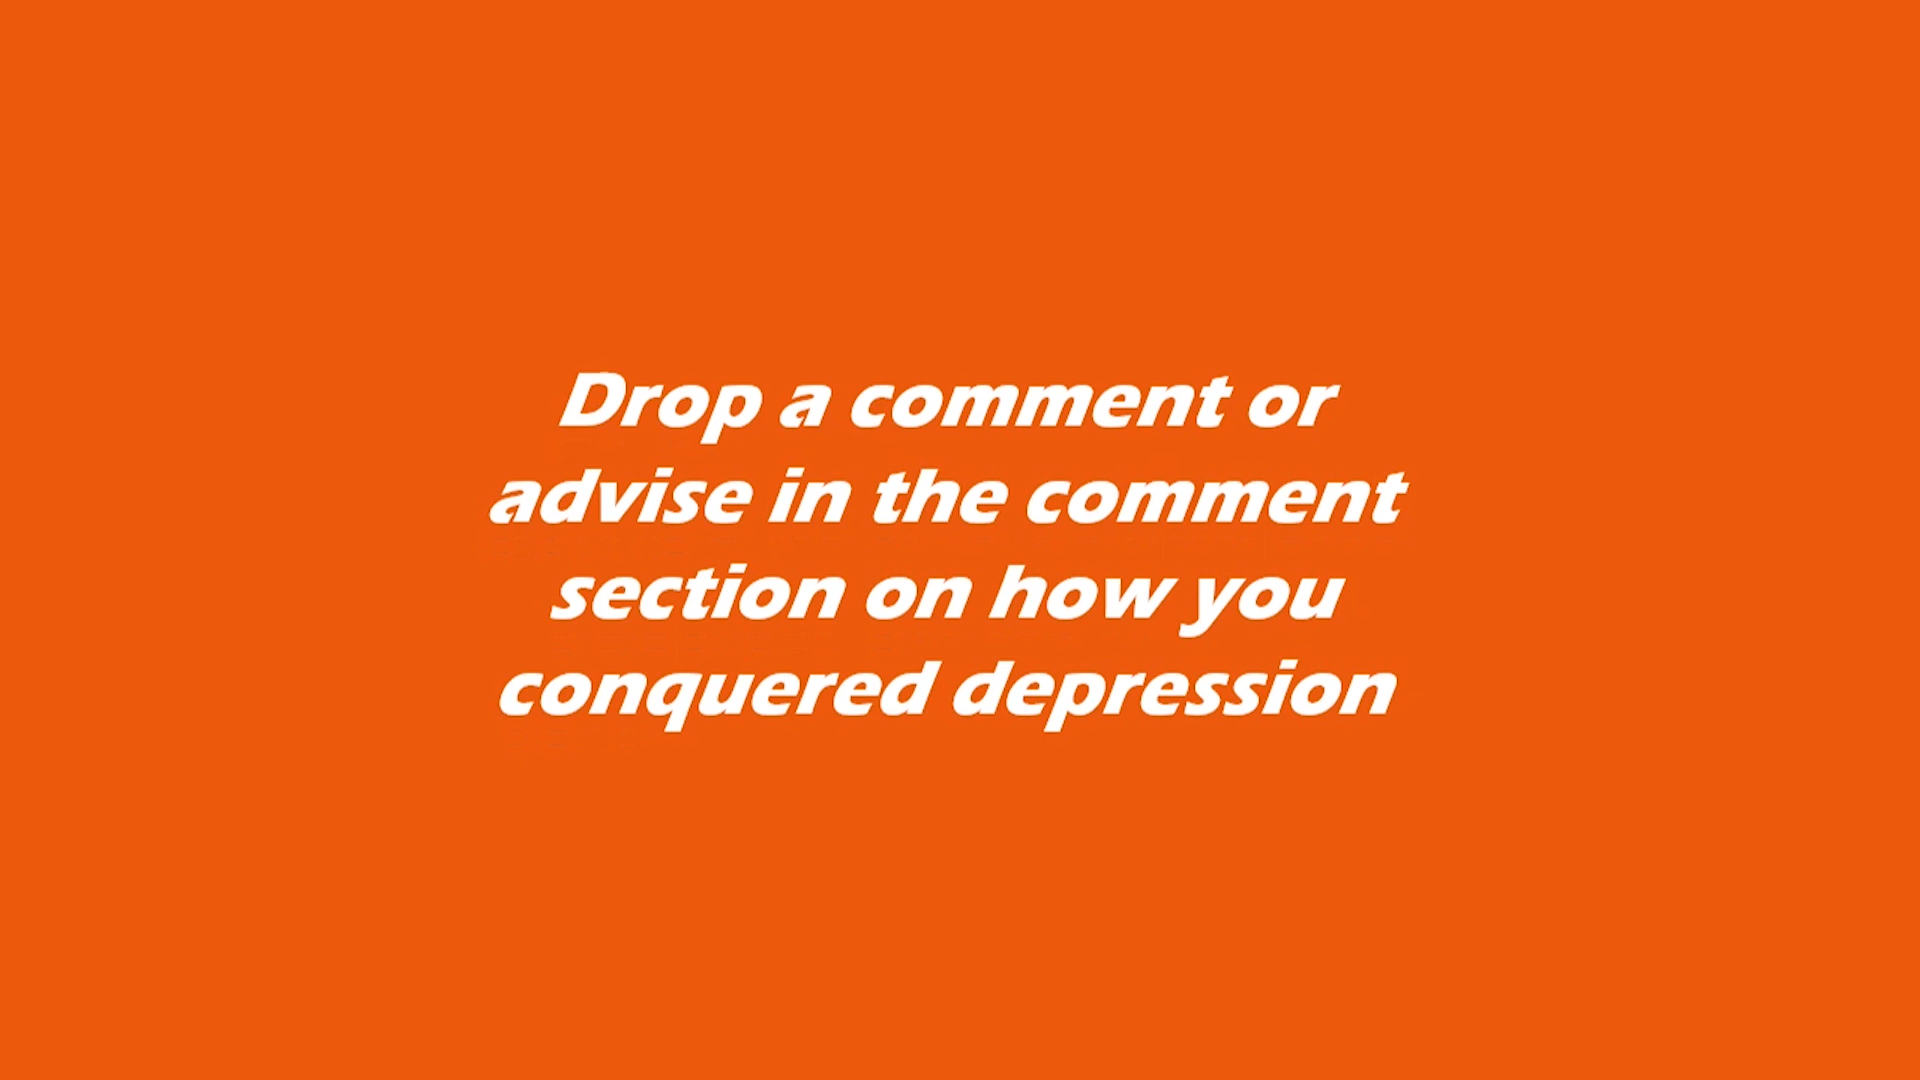 Drop a comment or
advise in the comment
section on how you
conquered depression